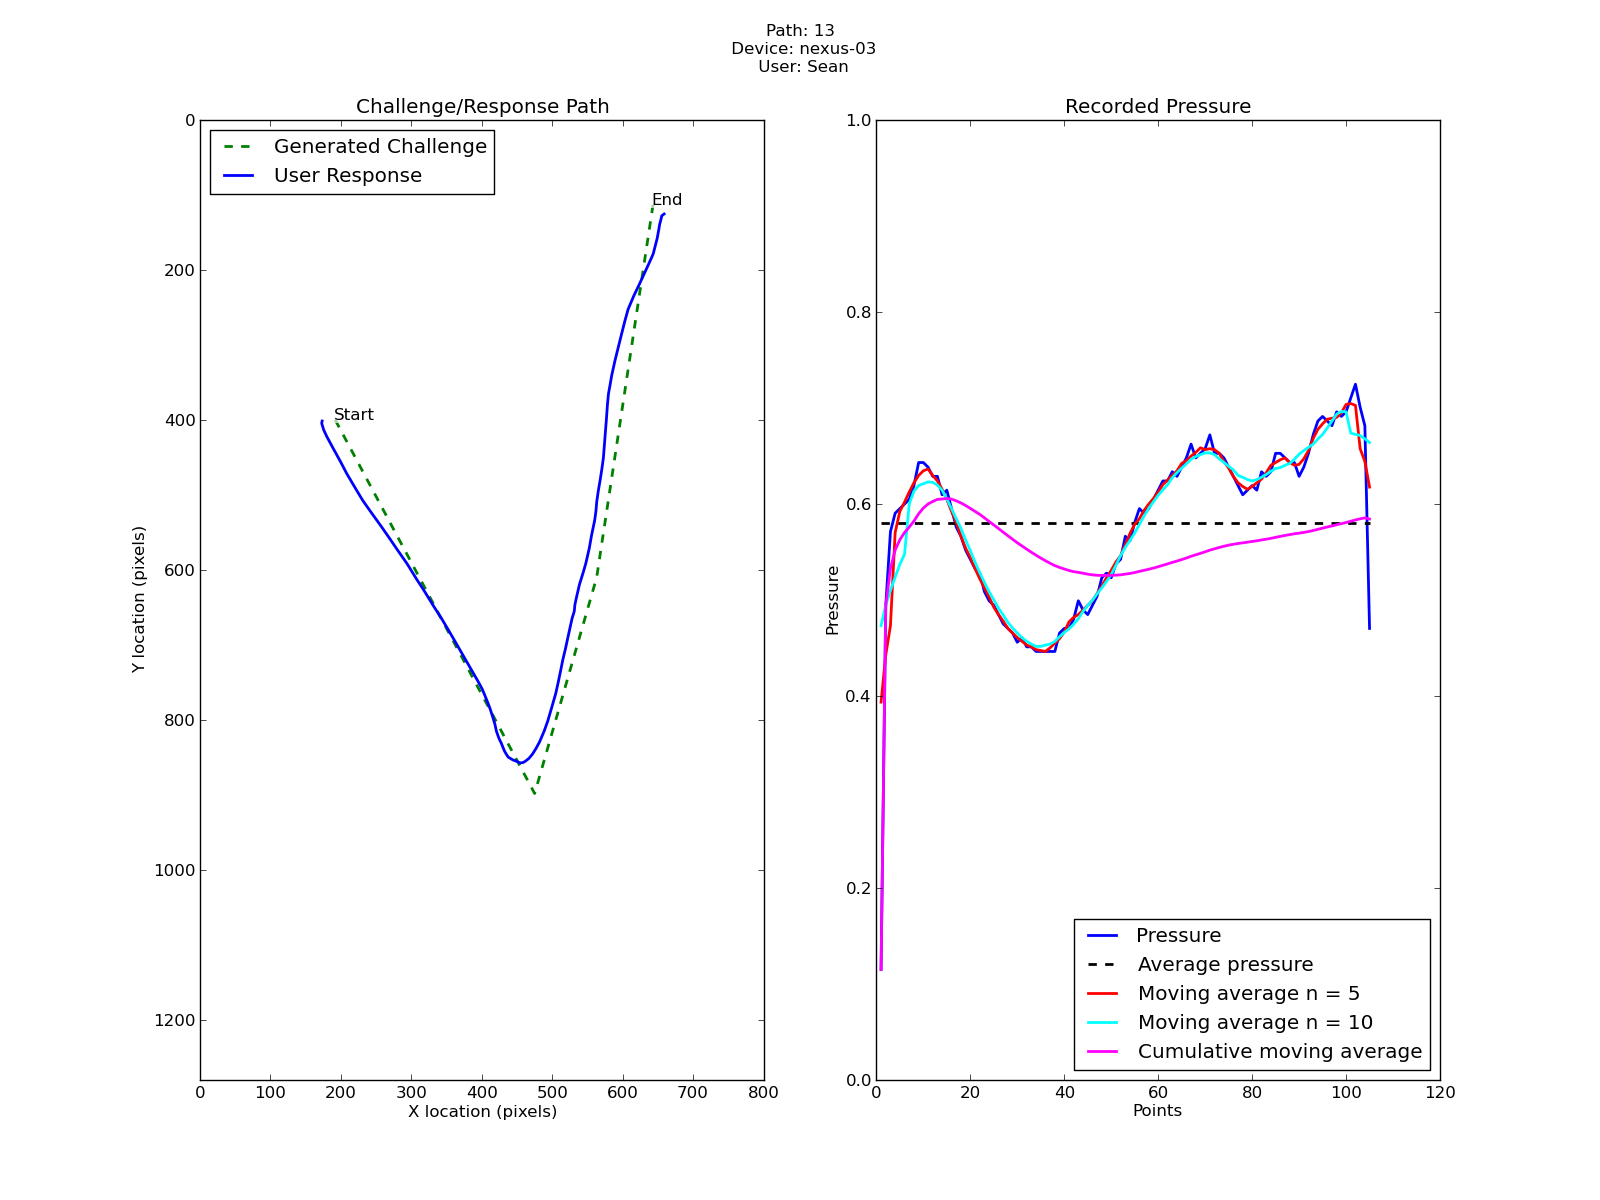 Path: 13
Device: nexus-03
User: Sean
Challenge/Response Path
Generated Challenge
User Response
Start
End
0
200
400
600
800
1000
1200
Y location (pixels)
0 100 200 300 400 500 600 700 800
X location (pixels)
Recorded Pressure
1.0
0.8
0.6
0.4
0.2
0.0
Pressure
Pressure
Average pressure
Moving average n = 5
Moving average n = 10
Cumulative moving average
0 20 40 60 80 100 120
Points